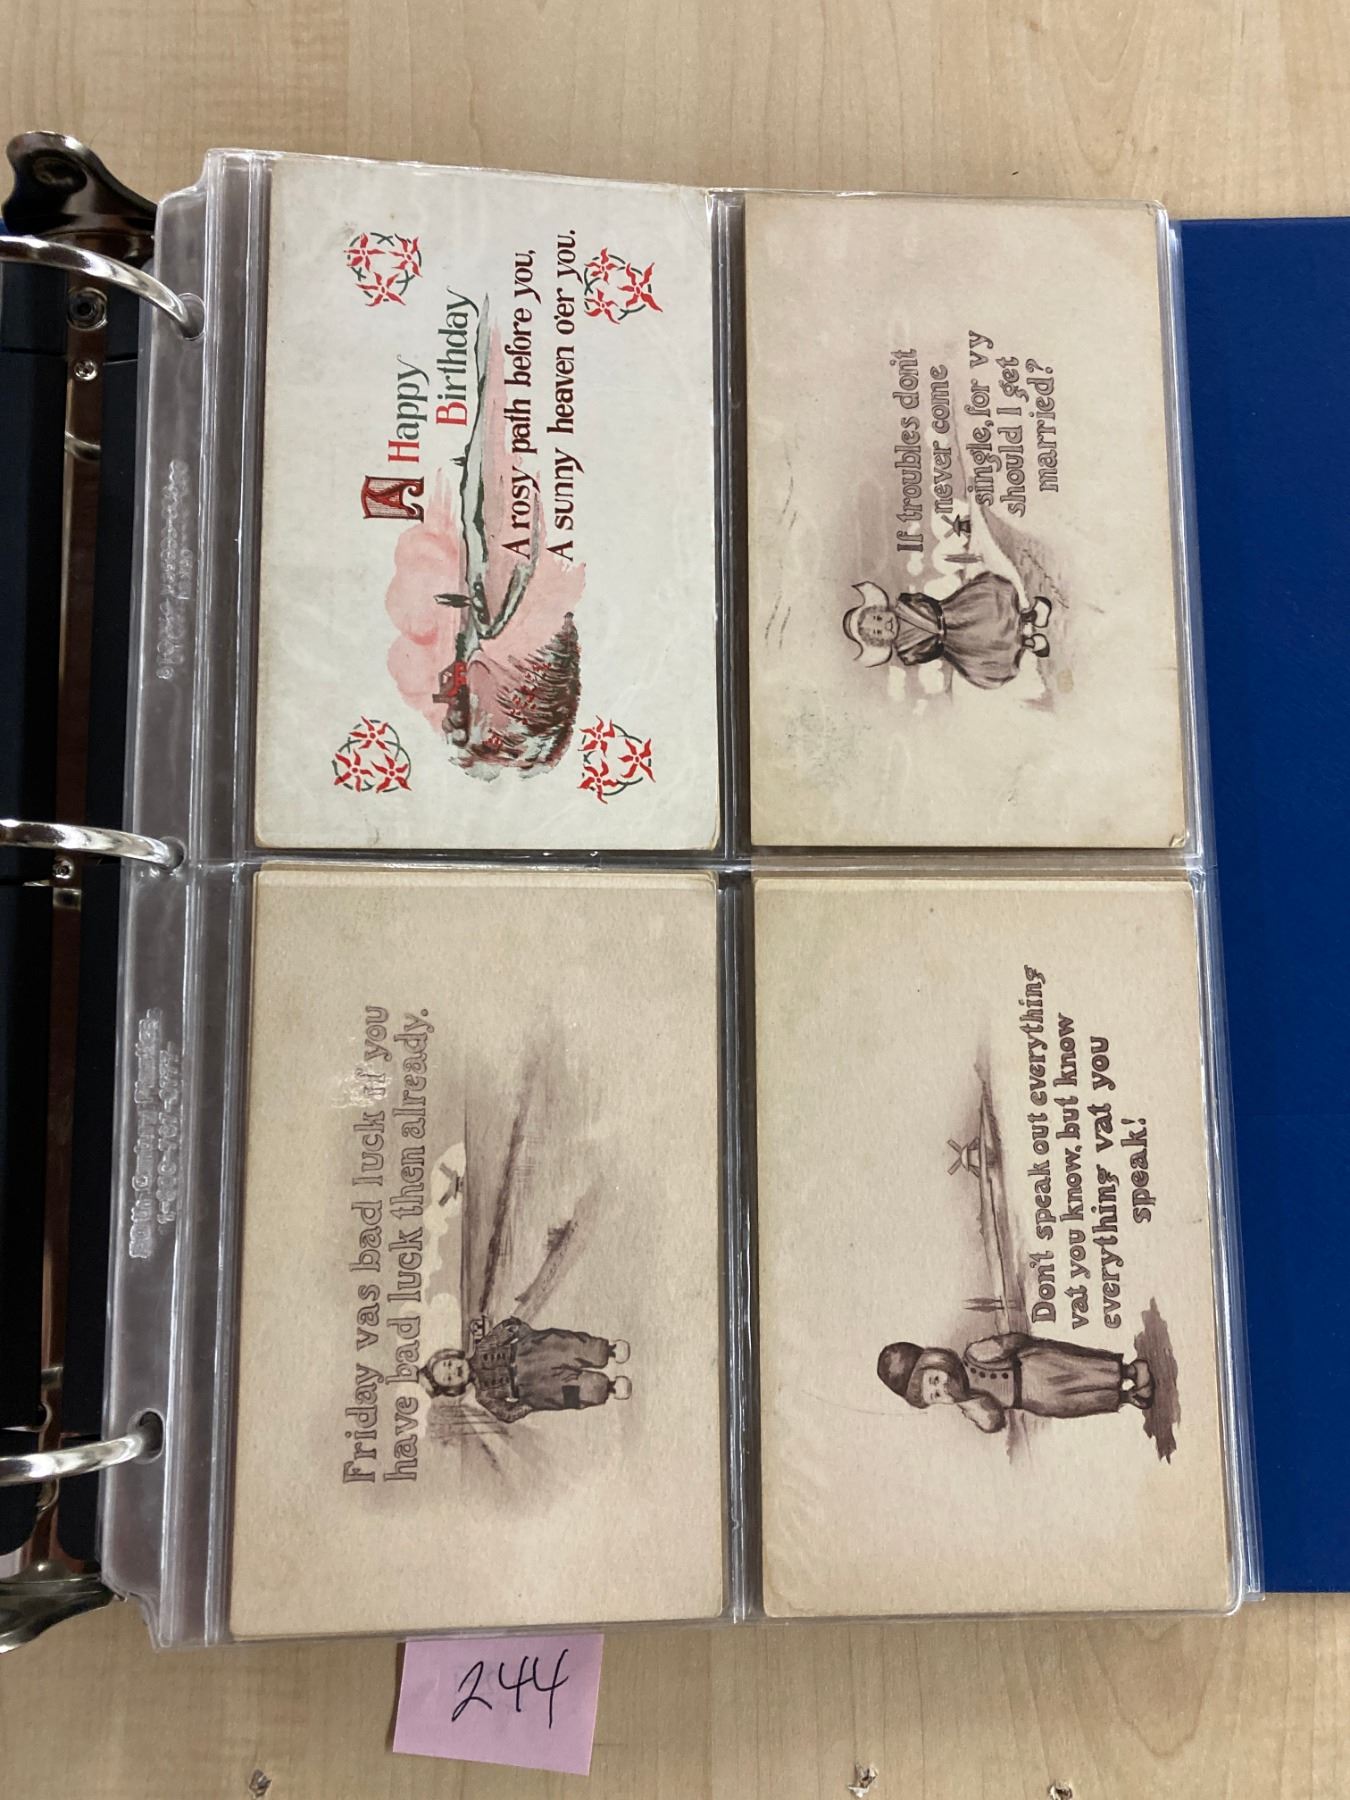 A Happy
Birthday
A rosy path before you,
A sunny heaven o'er you.
If troubles don't
never come
single, for vy
should I get
married?
Friday vas bad luck if you
have bad luck then already.
Don't speak out everything
vat you know, but know
everything vat you
speak!
244